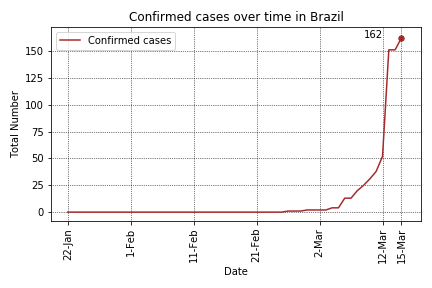 Confirmed cases over time in Brazil
162
Confirmed cases
150
125
100
75
50
25
0
Total Number
22-Jan
1-Feb
11-Feb
21-Feb
2-Mar
12-Mar
15-Mar
Date